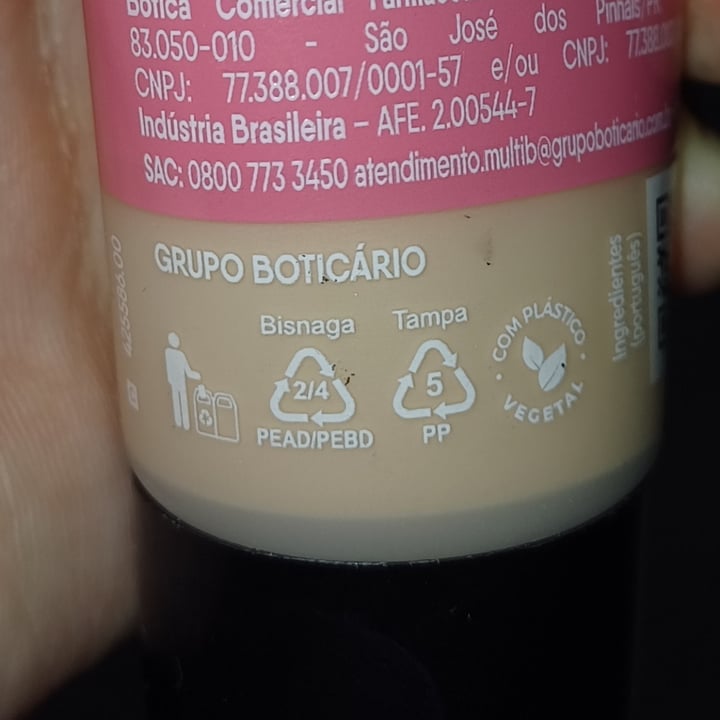 Botica Comercial
83.050-010 - São José dos Pinhais/PR
CNPJ: 77.388.007/0001-57 e/ou CNPJ:
Indústria Brasileira – AFE. 2.00544-7
SAC: 0800 773 3450 atendimento.multib@grupoboticario.com.br
GRUPO BOTICÁRIO
Bisnaga
2/4
PEAD/PEBD
Tampa
5
PP
COM PLÁSTICO
VEGETAL
Ingredientes
(português)